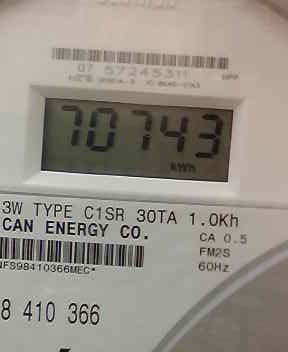 07 57245311
70743
kWh
3W TYPE C1SR 30TA 1.0Kh
CAN ENERGY CO.
CA 0.5
FM2S
60Hz
NFS98410366MEC*
8 410 366